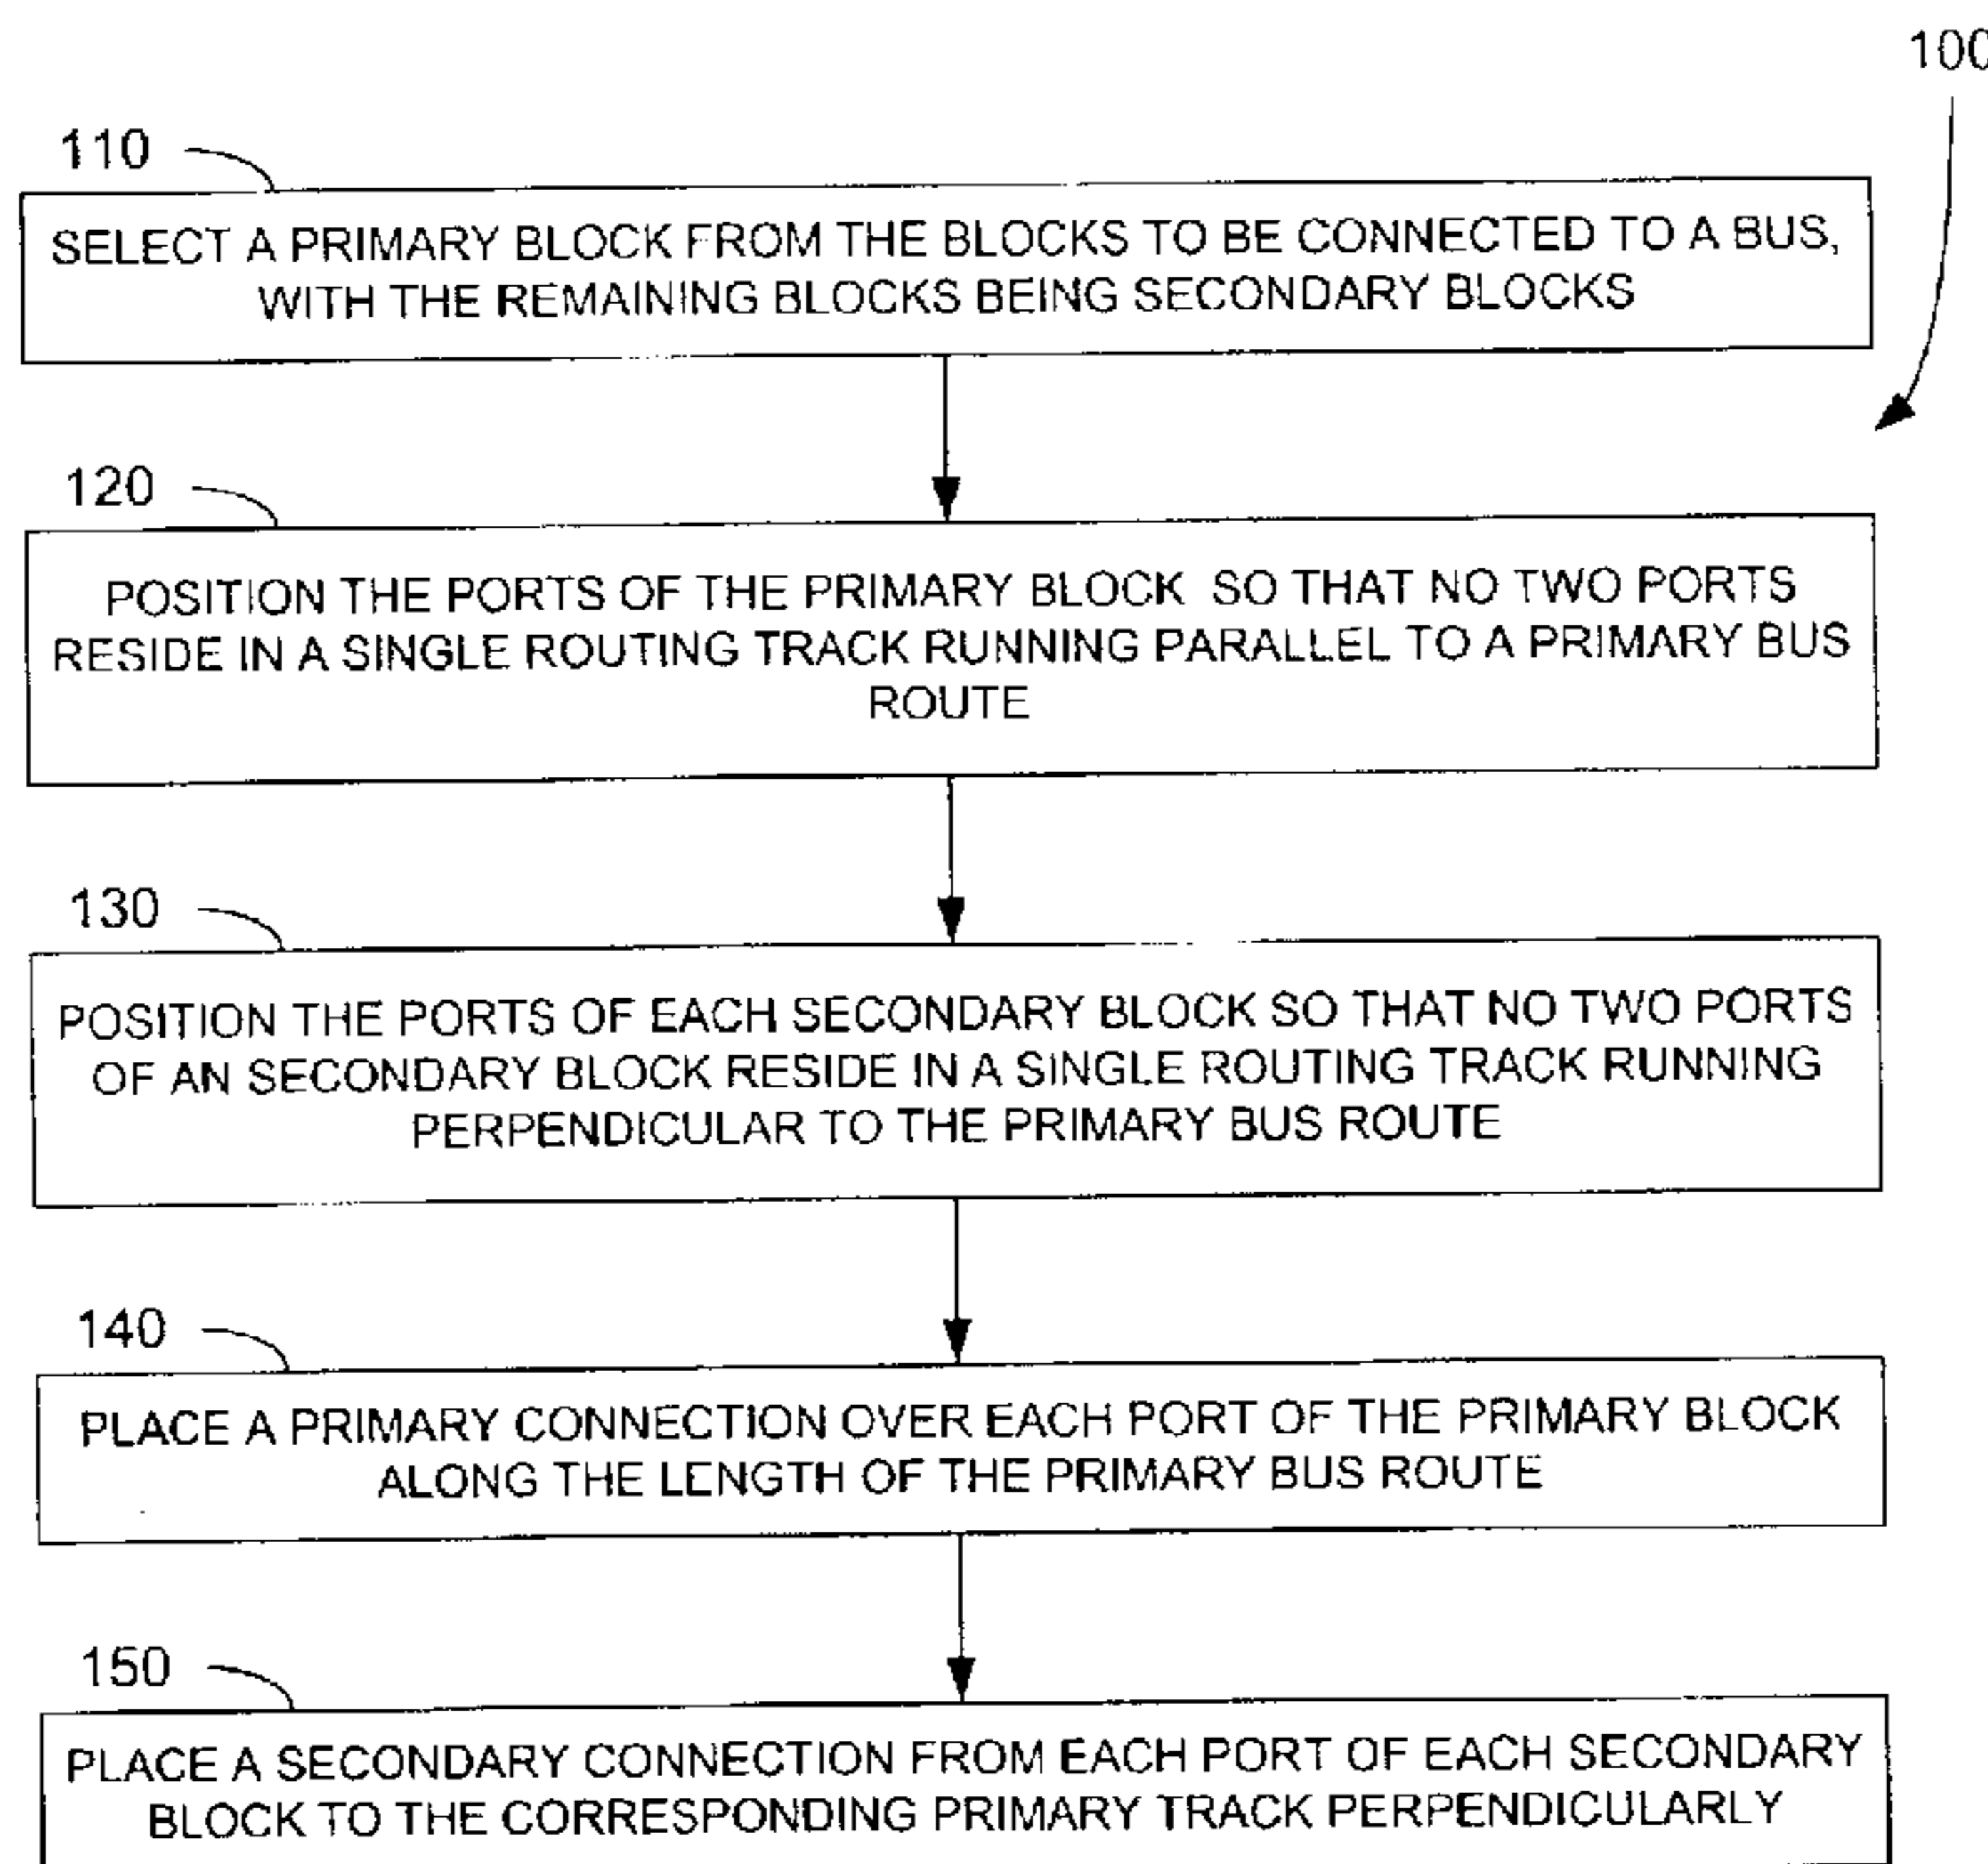 100
110
SELECT A PRIMARY BLOCK FROM THE BLOCKS TO BE CONNECTED TO A BUS,
WITH THE REMAINING BLOCKS BEING SECONDARY BLOCKS
120
POSITION THE PORTS OF THE PRIMARY BLOCK SO THAT NO TWO PORTS
RESIDE IN A SINGLE ROUTING TRACK RUNNING PARALLEL TO A PRIMARY BUS
ROUTE
130
POSITION THE PORTS OF EACH SECONDARY BLOCK SO THAT NO TWO PORTS
OF AN SECONDARY BLOCK RESIDE IN A SINGLE ROUTING TRACK RUNNING
PERPENDICULAR TO THE PRIMARY BUS ROUTE
140
PLACE A PRIMARY CONNECTION OVER EACH PORT OF THE PRIMARY BLOCK
ALONG THE LENGTH OF THE PRIMARY BUS ROUTE
150
PLACE A SECONDARY CONNECTION FROM EACH PORT OF EACH SECONDARY
BLOCK TO THE CORRESPONDING PRIMARY TRACK PERPENDICULARLY